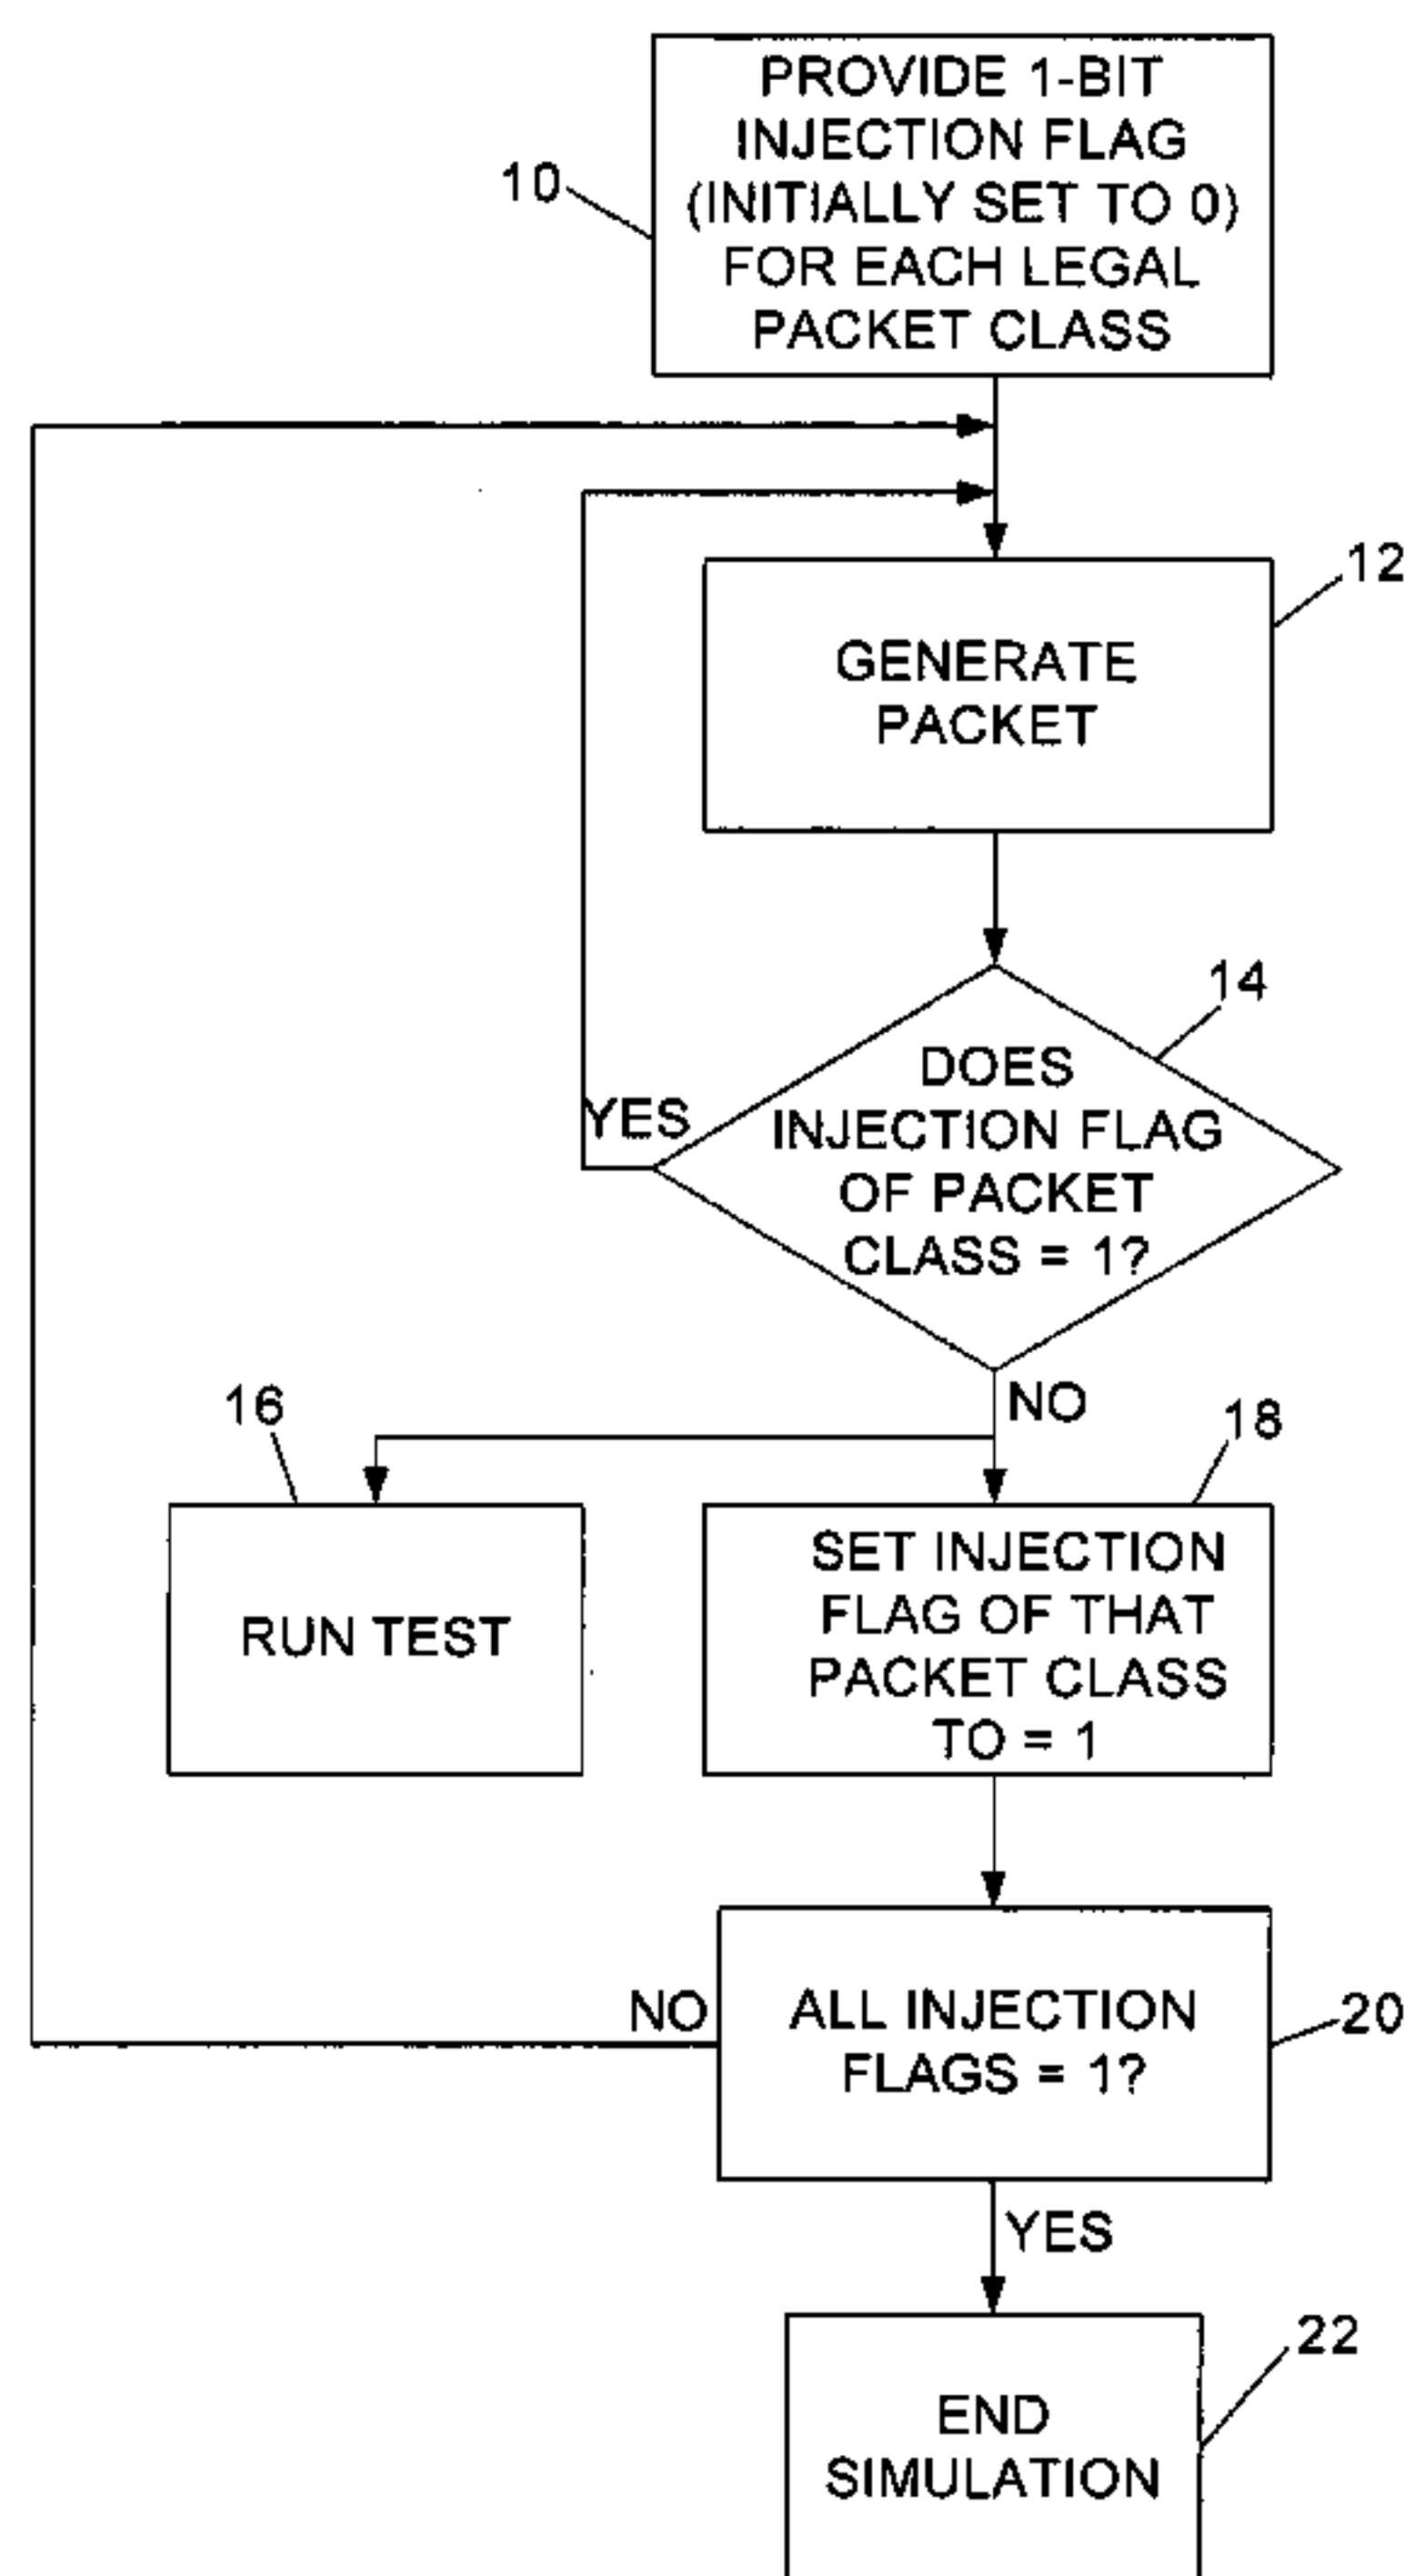 PROVIDE 1-BIT
INJECTION FLAG
(INITIALLY SET TO 0)
FOR EACH LEGAL
PACKET CLASS
10
GENERATE
PACKET
12
DOES
INJECTION FLAG
OF PACKET
CLASS = 1?
14
YES
NO
16
RUN TEST
18
SET INJECTION
FLAG OF THAT
PACKET CLASS
TO = 1
NO
ALL INJECTION
FLAGS = 1?
20
YES
22
END
SIMULATION